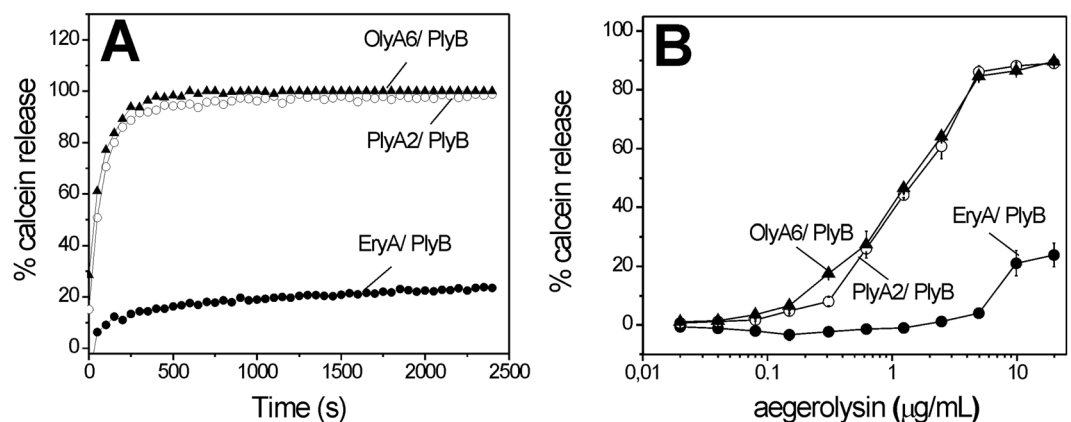 A
120
100
80
60
40
20
0
% calcein release
OlyA6/ PlyB
PlyA2/ PlyB
EryA/ PlyB
0 500 1000 1500 2000 2500
Time (s)
B
100
80
60
40
20
0
% calcein release
EryA/ PlyB
OlyA6/ PlyB
PlyA2/ PlyB
0,01 0.1 1 10
aegerolysin (μg/mL)